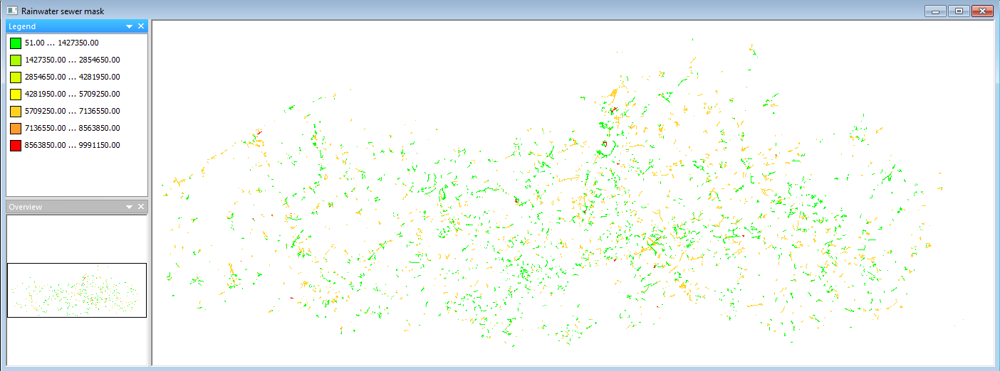 Rainwater sewer mask
Legend
51.00 ... 1427350.00
1427350.00 ... 2854650.00
2854650.00 ... 4281950.00
4281950.00 ... 5709250.00
5709250.00 ... 7136550.00
7136550.00 ... 8563850.00
8563850.00 ... 9991150.00
Overview